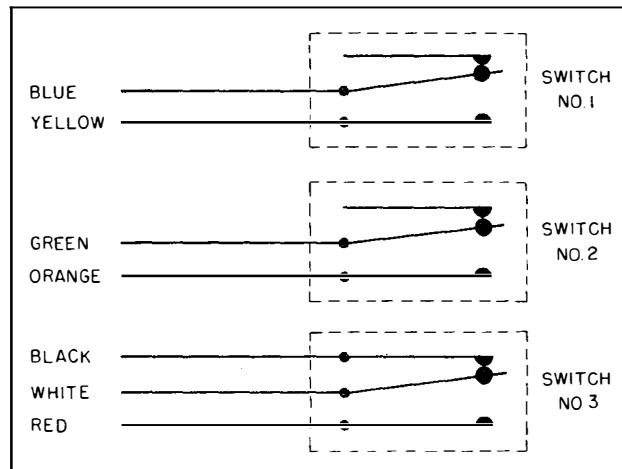 BLUE
YELLOW
SWITCH
NO. 1
GREEN
ORANGE
SWITCH
NO. 2
BLACK
WHITE
RED
SWITCH
NO 3